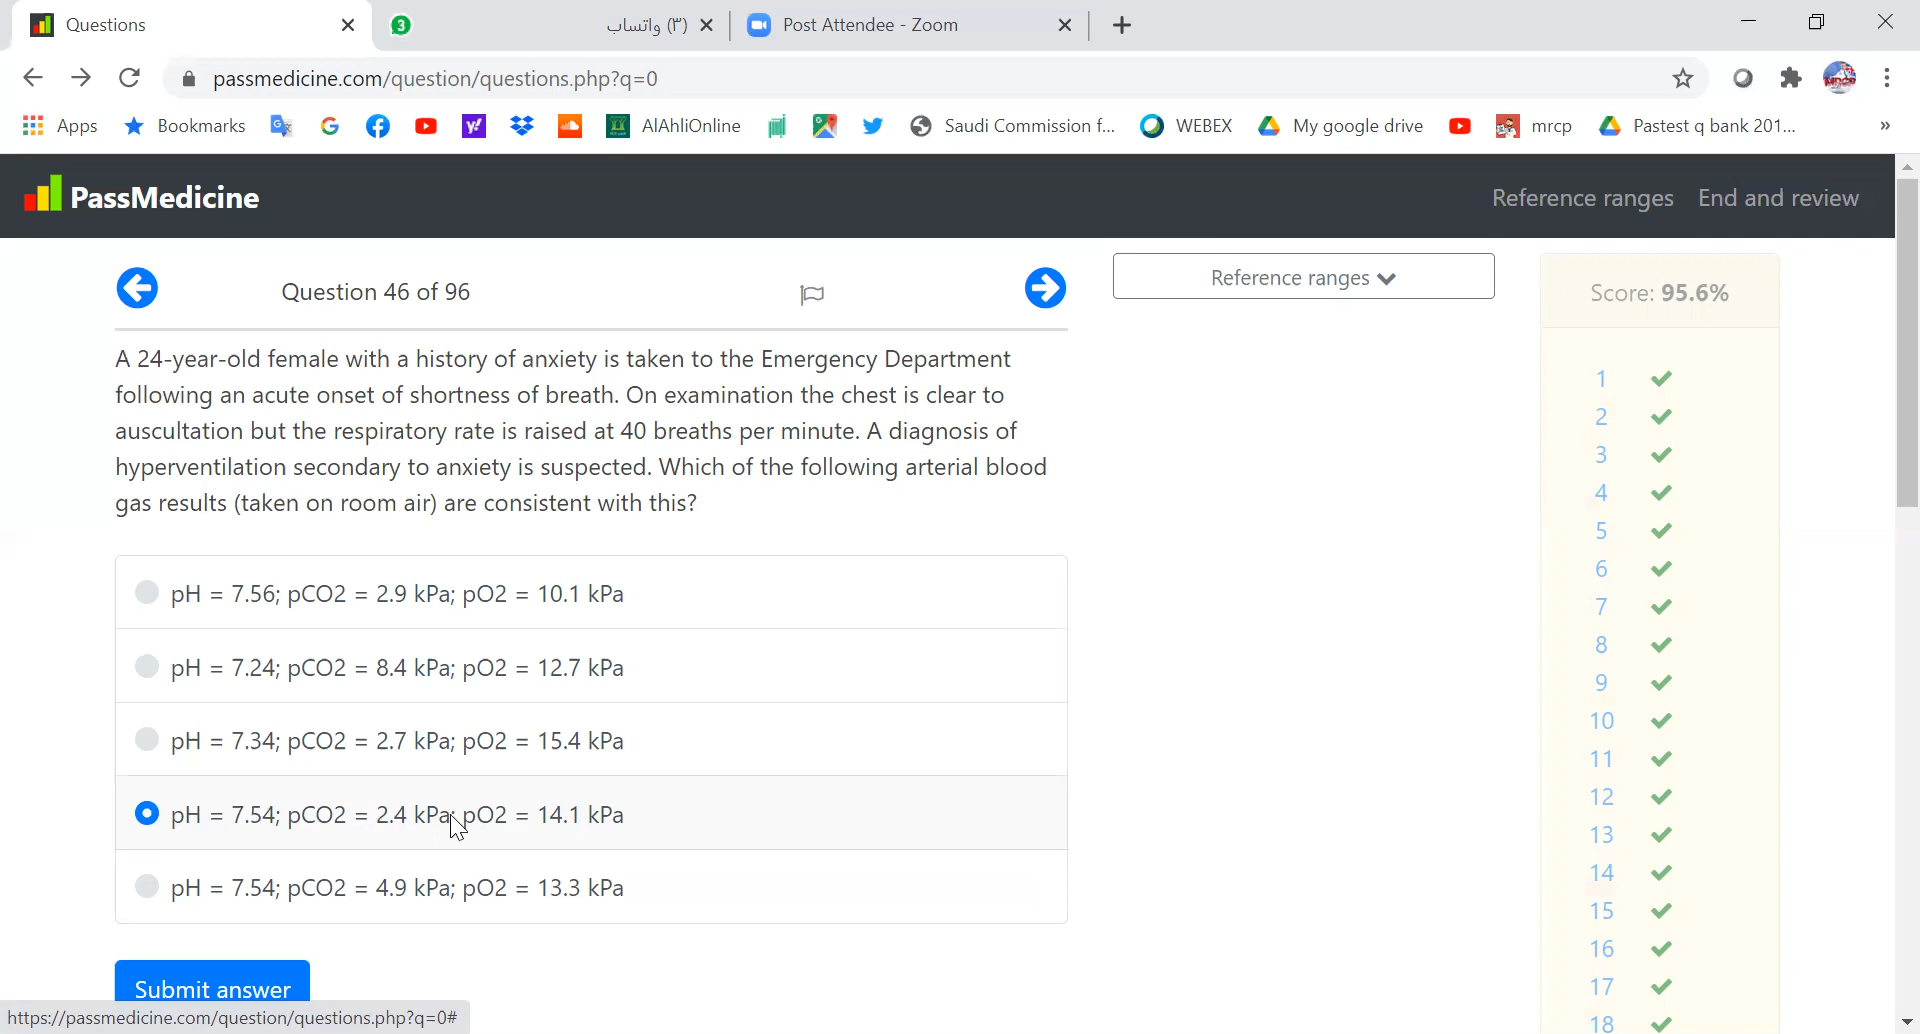 Questions
3
(٣) واتساب
Post Attendee - Zoom
passmedicine.com/question/questions.php?q=0
Apps
Bookmarks
AlAhliOnline
Saudi Commission f...
WEBEX
My google drive
mrcp
Pastest q bank 201...
»
PassMedicine
Reference ranges
End and review
Question 46 of 96
Reference ranges
Score: 95.6%
A 24-year-old female with a history of anxiety is taken to the Emergency Department
following an acute onset of shortness of breath. On examination the chest is clear to
auscultation but the respiratory rate is raised at 40 breaths per minute. A diagnosis of
hyperventilation secondary to anxiety is suspected. Which of the following arterial blood
gas results (taken on room air) are consistent with this?
pH = 7.56; pCO2 = 2.9 kPa; pO2 = 10.1 kPa
pH = 7.24; pCO2 = 8.4 kPa; pO2 = 12.7 kPa
pH = 7.34; pCO2 = 2.7 kPa; pO2 = 15.4 kPa
pH = 7.54; pCO2 = 2.4 kPa; pO2 = 14.1 kPa
pH = 7.54; pCO2 = 4.9 kPa; pO2 = 13.3 kPa
Submit answer
1
2
3
4
5
6
7
8
9
10
11
12
13
14
15
16
17
18
https://passmedicine.com/question/questions.php?q=0#